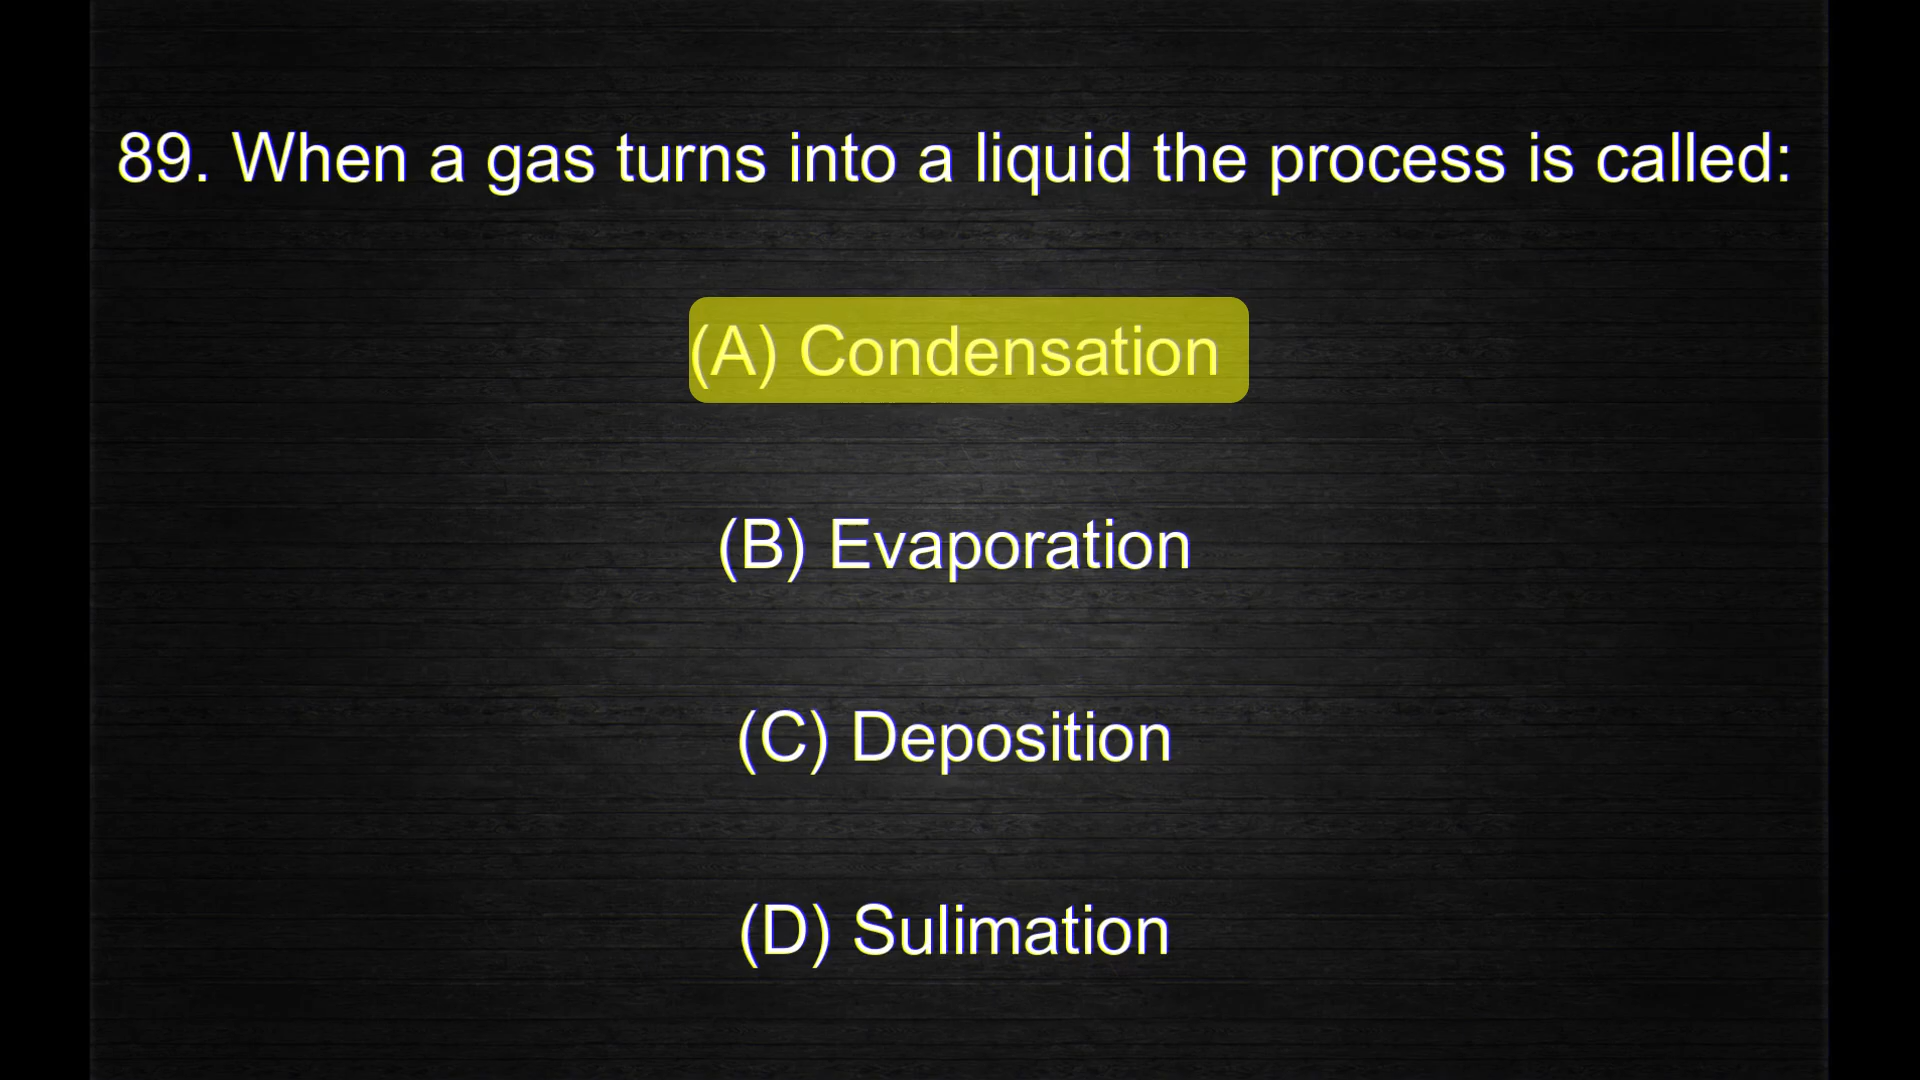 89. When a gas turns into a liquid the process is called:
(A) Condensation
(B) Evaporation
(C) Deposition
(D) Sulimation